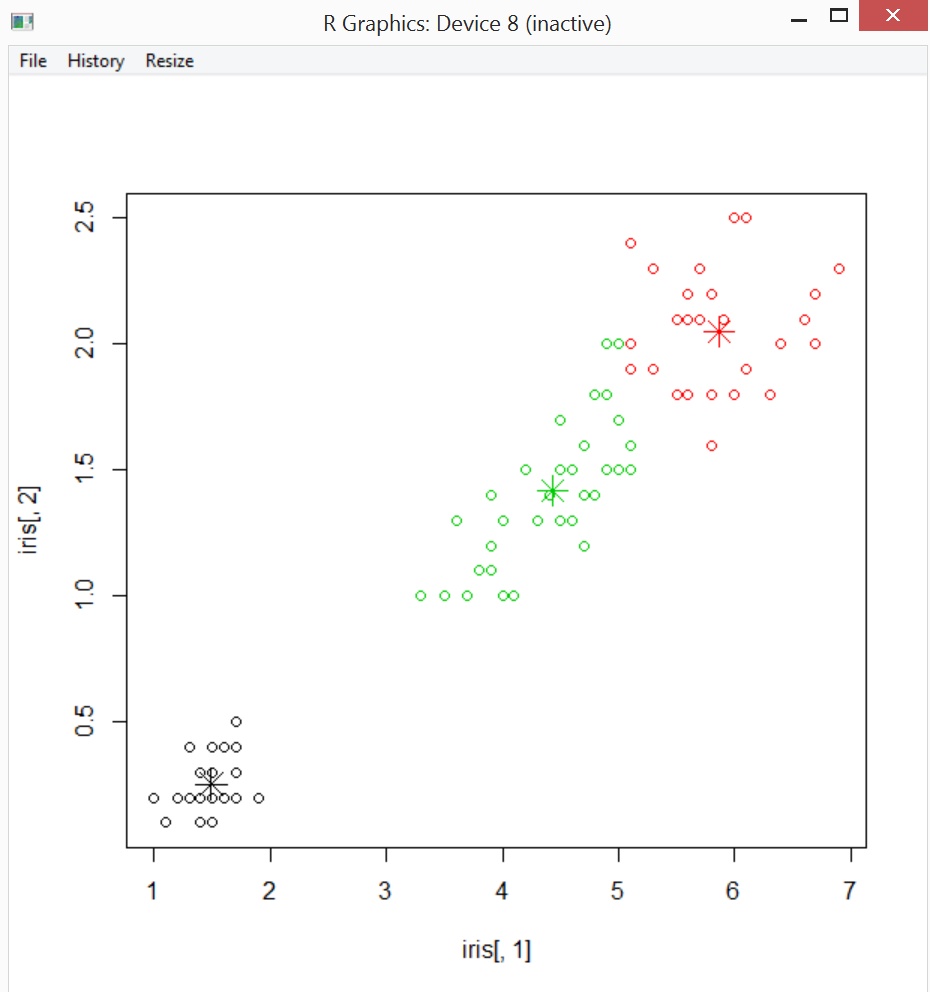 R Graphics: Device 8 (inactive)
File History Resize
2.5
2.0
1.5
1.0
0.5
iris[, 2]
1 2 3 4 5 6 7
iris[, 1]